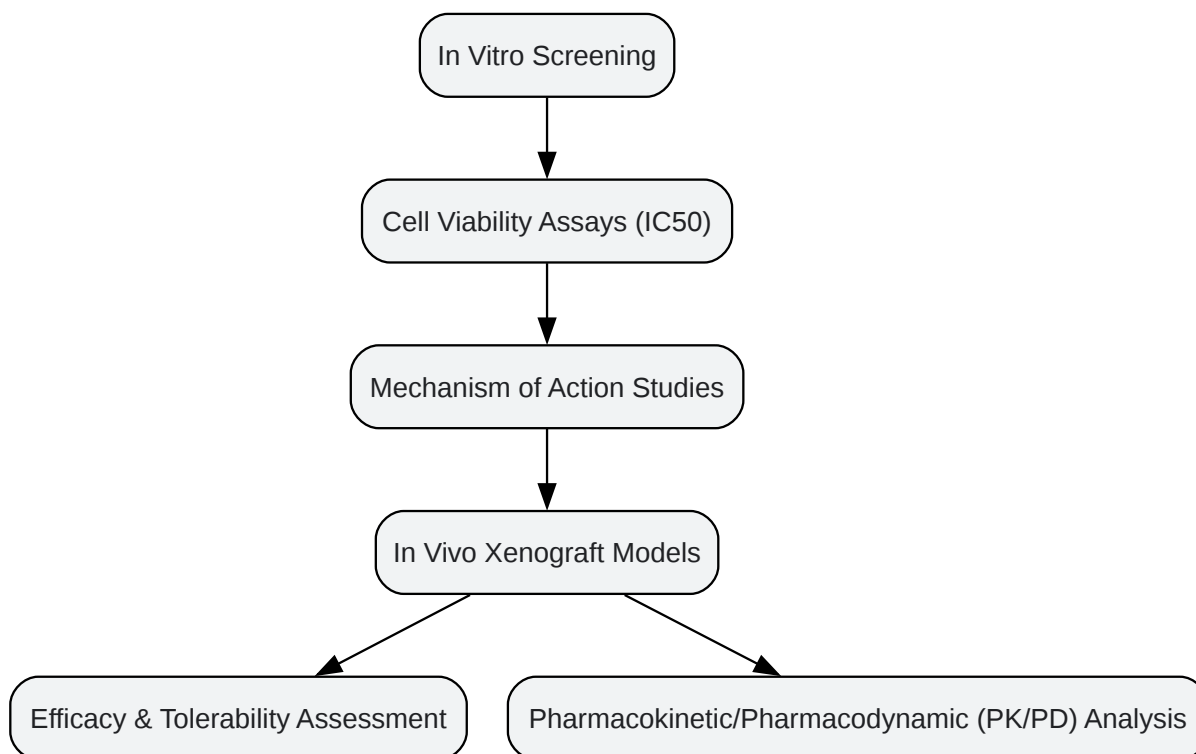 In Vitro Screening
Cell Viability Assays (IC50)
Mechanism of Action Studies
In Vivo Xenograft Models
Efficacy & Tolerability Assessment
Pharmacokinetic/Pharmacodynamic (PK/PD) Analysis